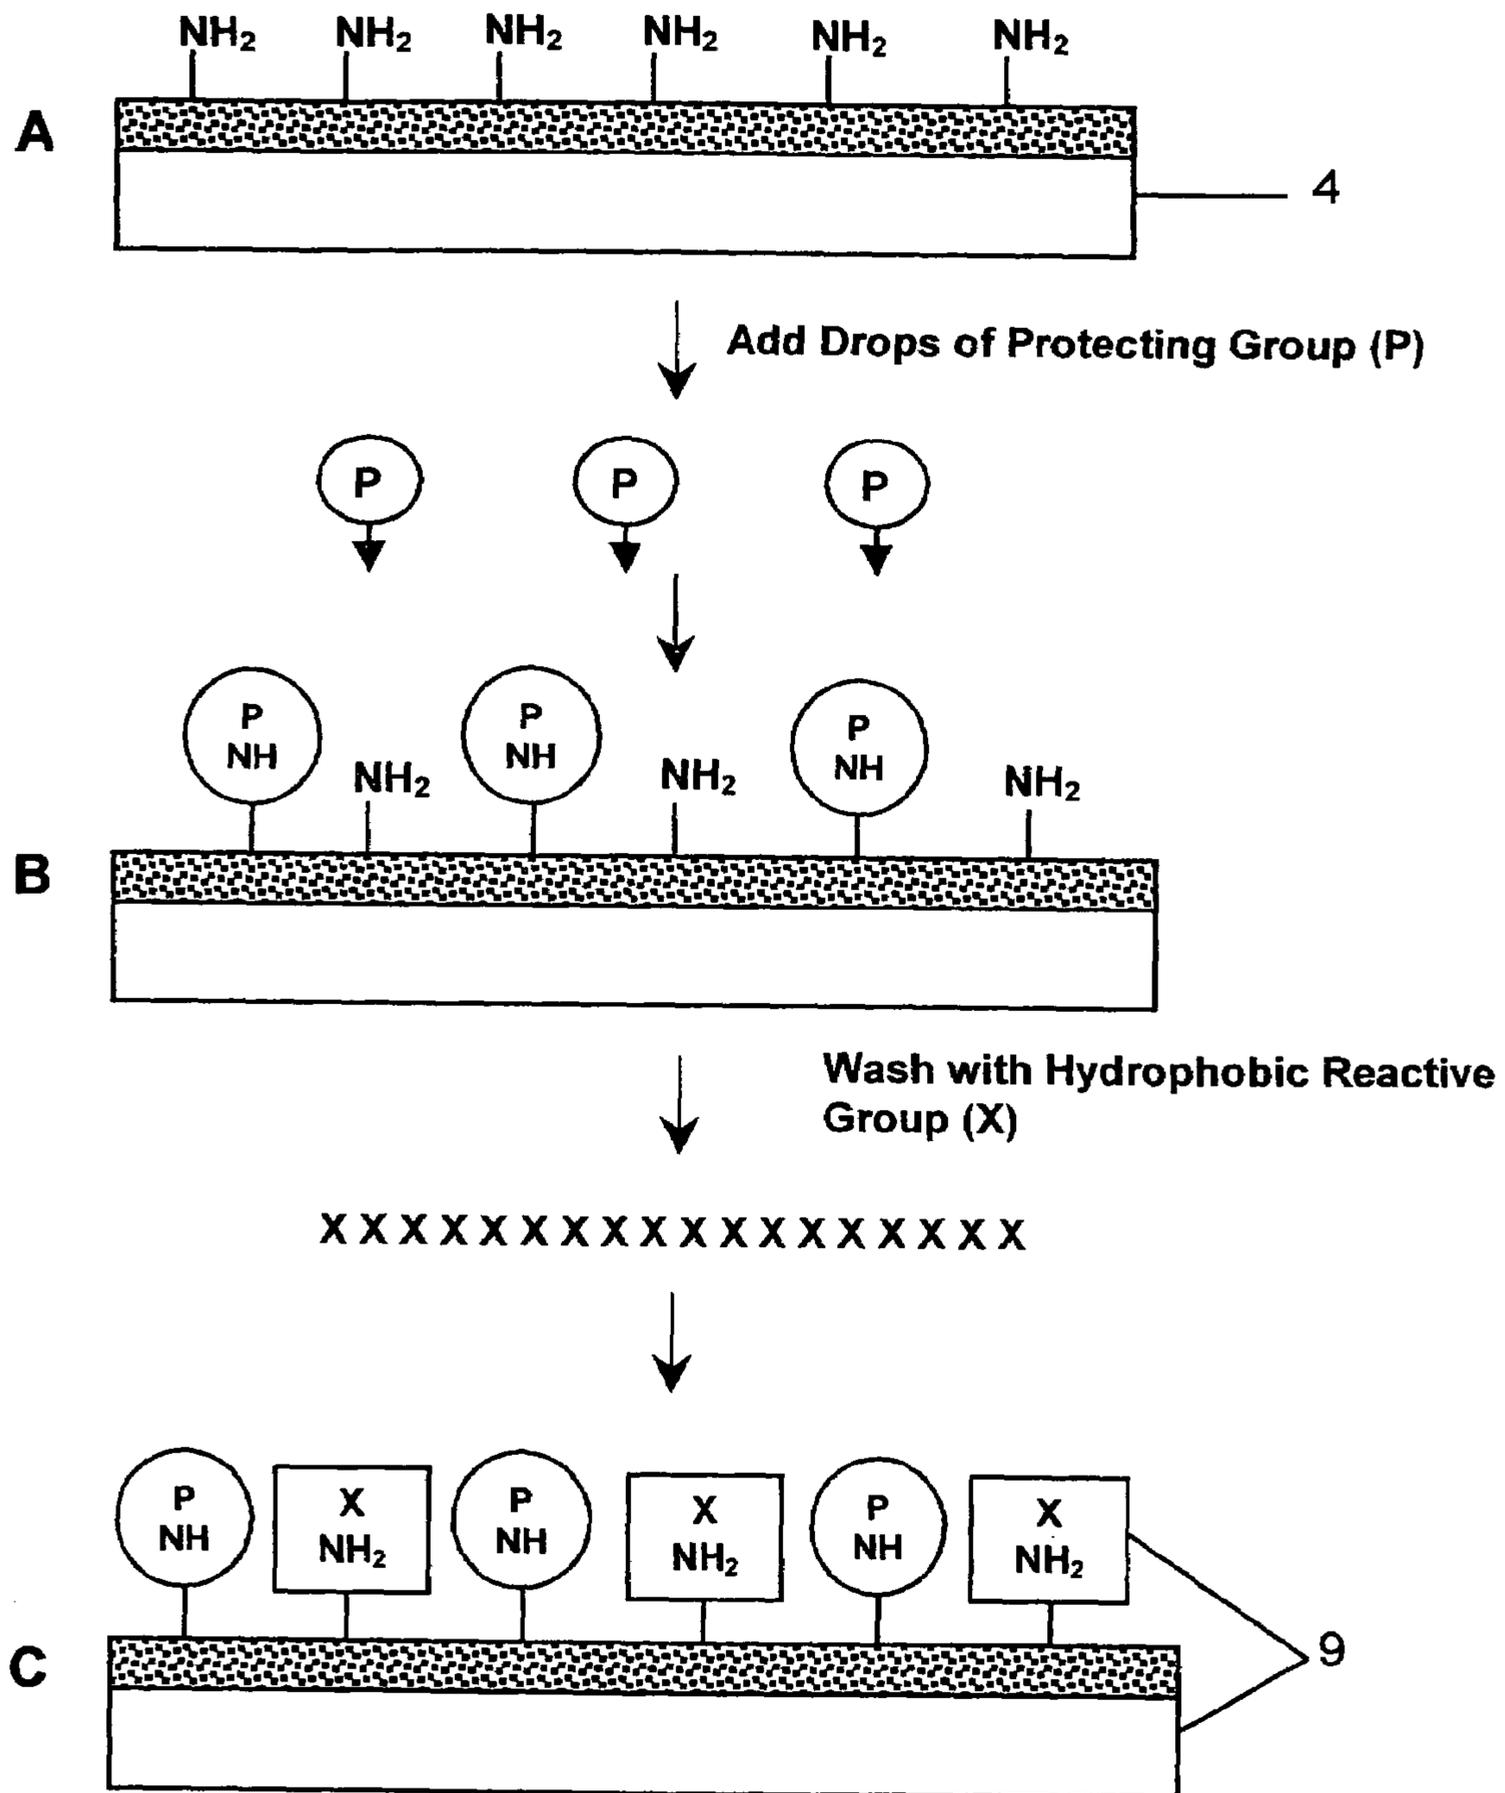 NH₂ NH₂ NH₂ NH₂ NH₂ NH₂
A
4
Add Drops of Protecting Group (P)
P P P
P P P
NH NH₂ NH NH₂ NH NH₂
B
Wash with Hydrophobic Reactive
Group (X)
X X X X X X X X X X X X X X X X X X
P X P X P X
NH NH₂ NH NH₂ NH NH₂
C
9